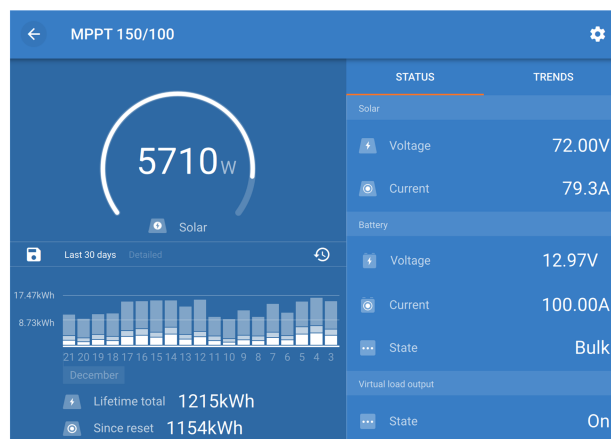 MPPT 150/100
5710W
Solar
Last 30 days Detailed
17.47kWh
8.73kWh
21 20 19 18 17 16 15 14 13 12 11 10 9 8 7 6 5 4 3
December
Lifetime total 1215kWh
Since reset 1154kWh
STATUS TRENDS
Solar
Voltage 72.00V
Current 79.3A
Battery
Voltage 12.97V
Current 100.00A
State Bulk
Virtual load output
State On